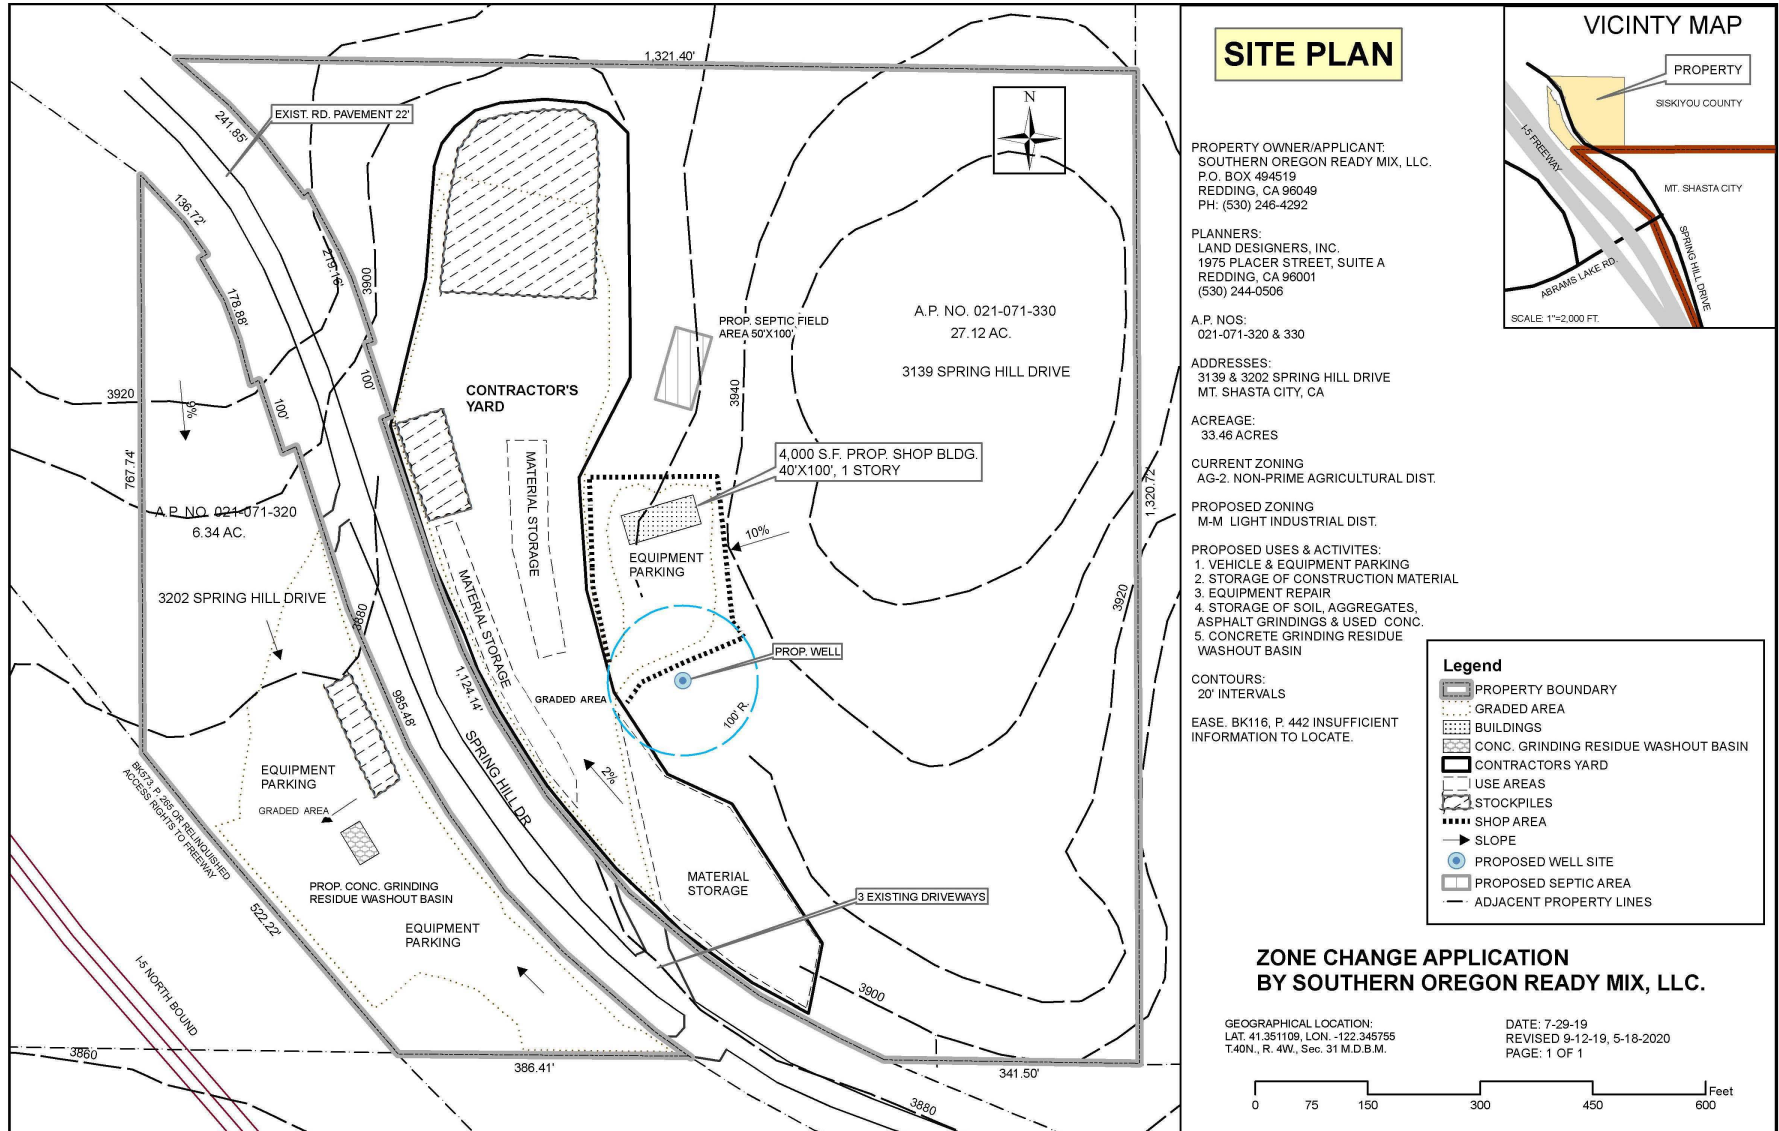 SITE PLAN
VICINTY MAP
PROPERTY
SISKIYOU COUNTY
I-5 FREEWAY
MT. SHASTA CITY
SPRING HILL DRIVE
ABRAMS LAKE RD.
SCALE: 1"=2,000 FT.
PROPERTY OWNER/APPLICANT:
SOUTHERN OREGON READY MIX, LLC.
P.O. BOX 494519
REDDING, CA 96049
PH: (530) 246-4292
PLANNERS:
LAND DESIGNERS, INC.
1975 PLACER STREET, SUITE A
REDDING, CA 96001
(530) 244-0506
A.P. NOS:
021-071-320 & 330
ADDRESSES:
3139 & 3202 SPRING HILL DRIVE
MT. SHASTA CITY, CA
ACREAGE:
33.46 ACRES
CURRENT ZONING
AG-2. NON-PRIME AGRICULTURAL DIST.
PROPOSED ZONING
M-M LIGHT INDUSTRIAL DIST.
PROPOSED USES & ACTIVITES:
1. VEHICLE & EQUIPMENT PARKING
2. STORAGE OF CONSTRUCTION MATERIAL
3. EQUIPMENT REPAIR
4. STORAGE OF SOIL, AGGREGATES,
ASPHALT GRINDINGS & USED CONC.
5. CONCRETE GRINDING RESIDUE
WASHOUT BASIN
CONTOURS:
20' INTERVALS
EASE. BK116, P. 442 INSUFFICIENT
INFORMATION TO LOCATE.
Legend
PROPERTY BOUNDARY
GRADED AREA
BUILDINGS
CONC. GRINDING RESIDUE WASHOUT BASIN
CONTRACTORS YARD
USE AREAS
STOCKPILES
SHOP AREA
SLOPE
PROPOSED WELL SITE
PROPOSED SEPTIC AREA
ADJACENT PROPERTY LINES
ZONE CHANGE APPLICATION
BY SOUTHERN OREGON READY MIX, LLC.
GEOGRAPHICAL LOCATION:
LAT. 41.351109, LON. -122.345755
T.40N., R. 4W., Sec. 31 M.D.B.M.
DATE: 7-29-19
REVISED 9-12-19, 5-18-2020
PAGE: 1 OF 1
Feet
0 75 150 300 450 600
1,321.40'
EXIST. RD. PAVEMENT 22'
241.85'
N
136.72'
219.16'
3900
178.88'
PROP. SEPTIC FIELD
AREA 50'X100'
A.P. NO. 021-071-330
27.12 AC.
3139 SPRING HILL DRIVE
3940
100'
100'
3920
9%
CONTRACTOR'S
YARD
767.74'
MATERIAL STORAGE
4,000 S.F. PROP. SHOP BLDG.
40'X100', 1 STORY
1,320.72'
A.P. NO. 021-071-320
6.34 AC.
10%
EQUIPMENT
PARKING
3202 SPRING HILL DRIVE
3880
MATERIAL STORAGE
3920
PROP. WELL
1,124.14'
985.48'
GRADED AREA
100' R.
SPRING HILL DR
2%
EQUIPMENT
PARKING
GRADED AREA
BK573, P. 265 OR RELINQUISHED
ACCESS RIGHTS TO FREEWAY
PROP. CONC. GRINDING
RESIDUE WASHOUT BASIN
MATERIAL
STORAGE
3 EXISTING DRIVEWAYS
522.22'
EQUIPMENT
PARKING
I-5 NORTH BOUND
3900
3860
386.41'
341.50'
3880